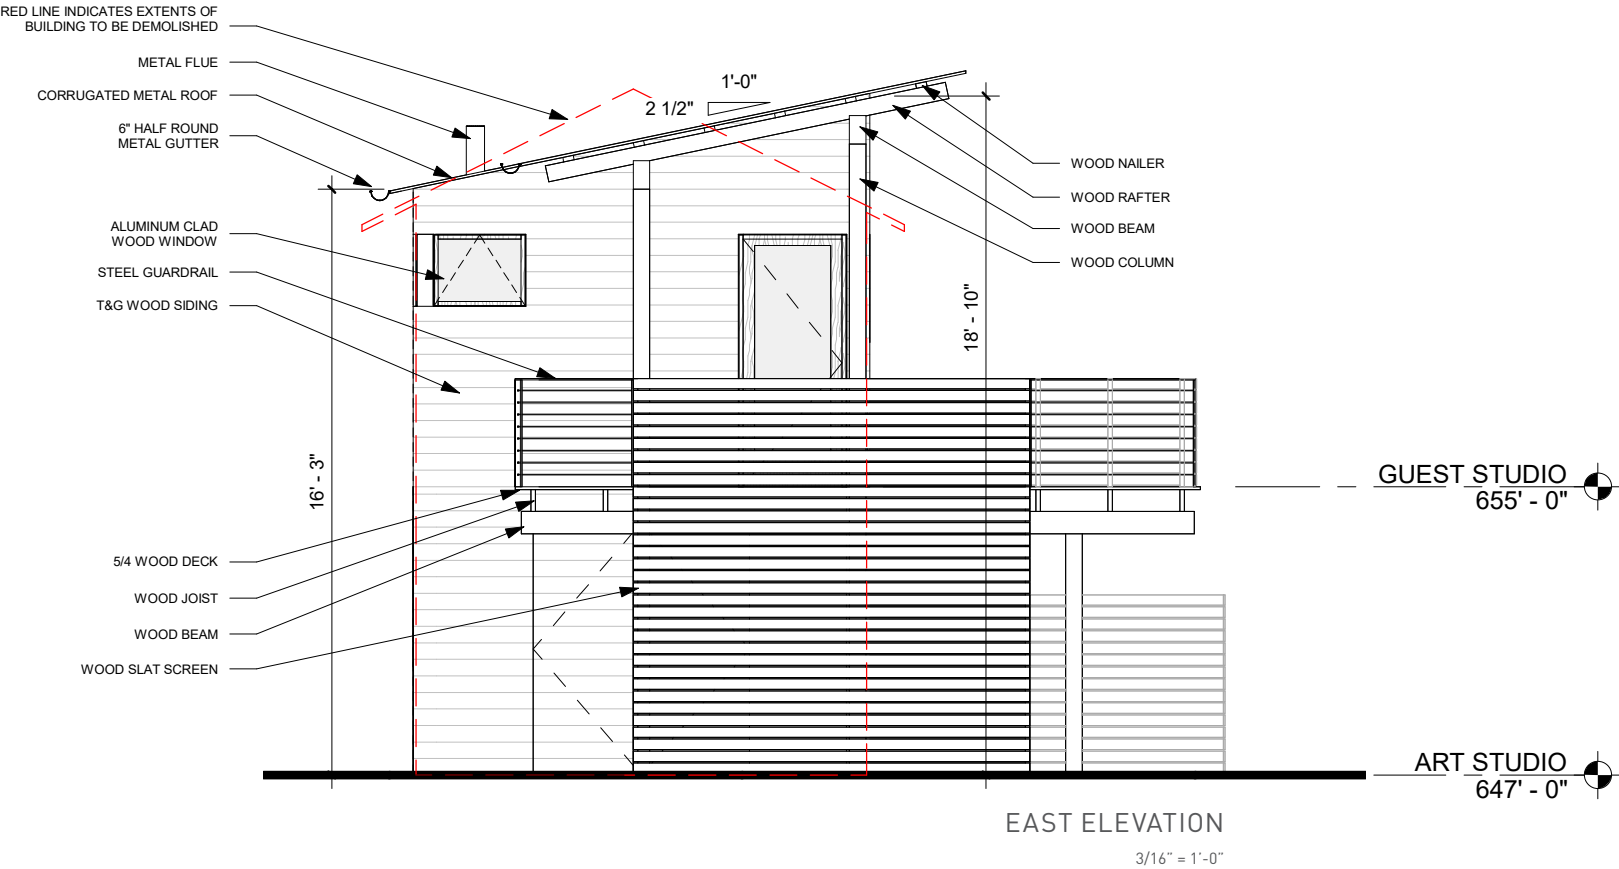 RED LINE INDICATES EXTENTS OF
BUILDING TO BE DEMOLISHED
METAL FLUE
CORRUGATED METAL ROOF
6" HALF ROUND
METAL GUTTER
ALUMINUM CLAD
WOOD WINDOW
STEEL GUARDRAIL
T&G WOOD SIDING
16' - 3"
5/4 WOOD DECK
WOOD JOIST
WOOD BEAM
WOOD SLAT SCREEN
1'-0"
2 1/2"
WOOD NAILER
WOOD RAFTER
WOOD BEAM
WOOD COLUMN
18' - 10"
GUEST STUDIO
655' - 0"
ART STUDIO
647' - 0"
EAST ELEVATION
3/16" = 1'-0"